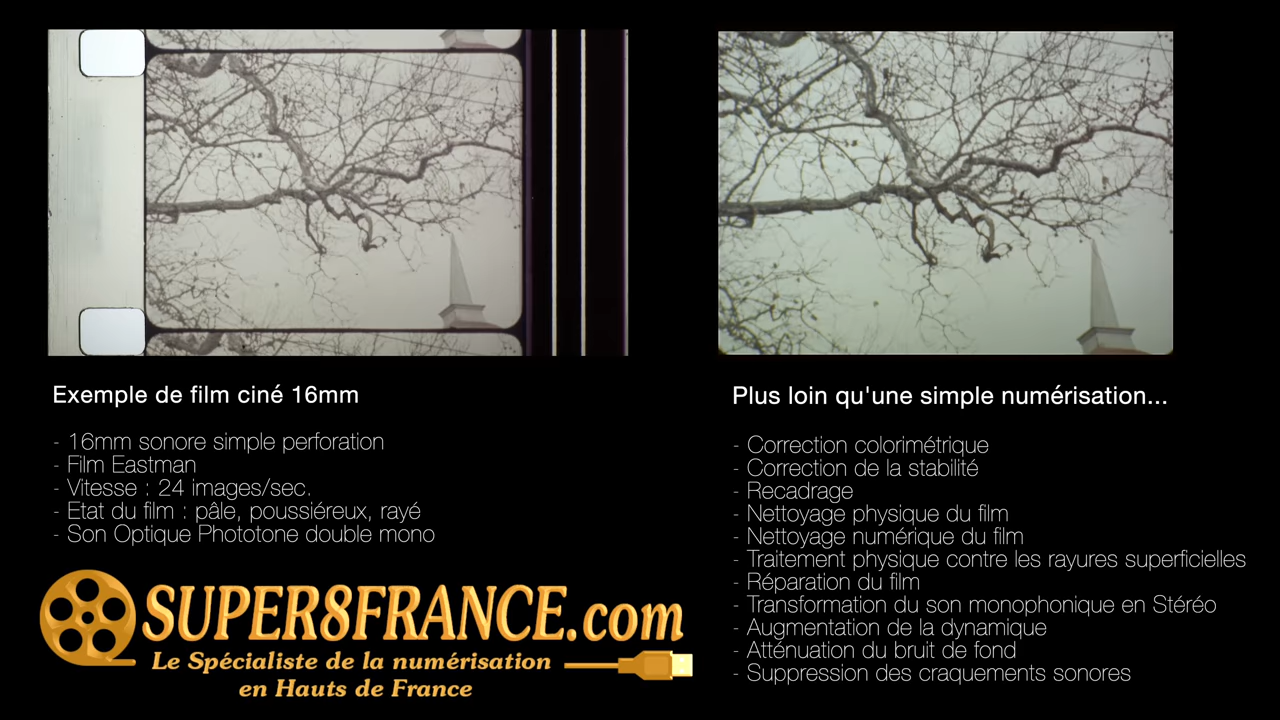 Exemple de film ciné 16mm
- 16mm sonore simple perforation
- Film Eastman
- Vitesse : 24 images/sec.
- Etat du film : pâle, poussiéreux, rayé
- Son Optique Phototone double mono
SUPER8FRANCE.com
Le Spécialiste de la numérisation
en Hauts de France
Plus loin qu'une simple numérisation...
- Correction colorimétrique
- Correction de la stabilité
- Recadrage
- Nettoyage physique du film
- Nettoyage numérique du film
- Traitement physique contre les rayures superficielles
- Réparation du film
- Transformation du son monophonique en Stéréo
- Augmentation de la dynamique
- Atténuation du bruit de fond
- Suppression des craquements sonores